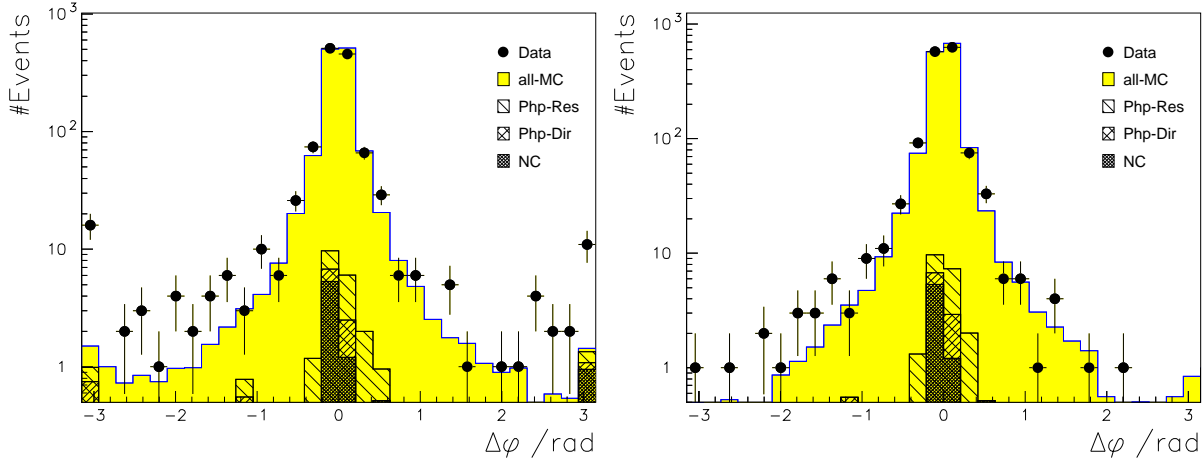 #Events
10³
10²
10
1
Data
all-MC
Php-Res
Php-Dir
NC
-3 -2 -1 0 1 2 3
Δφ /rad
#Events
10³
10²
10
1
Data
all-MC
Php-Res
Php-Dir
NC
-3 -2 -1 0 1 2 3
Δφ /rad